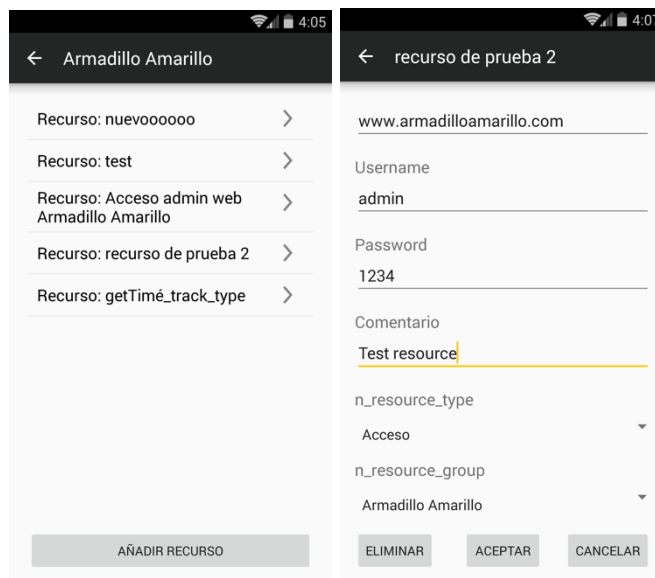 4:05
Armadillo Amarillo
Recurso: nuevoooooo
Recurso: test
Recurso: Acceso admin web
Armadillo Amarillo
Recurso: recurso de prueba 2
Recurso: getTimé_track_type
AÑADIR RECURSO
4:07
recurso de prueba 2
www.armadilloamarillo.com
Username
admin
Password
1234
Comentario
Test resource
n_resource_type
Acceso
n_resource_group
Armadillo Amarillo
ELIMINAR
ACEPTAR
CANCELAR